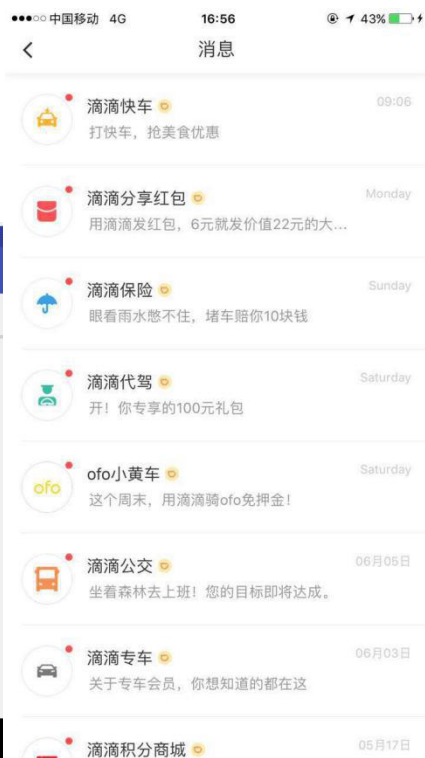 中国移动 4G 16:56 43%
消息
滴滴快车 09:06
打快车，抢美食优惠
滴滴分享红包 Monday
用滴滴发红包，6元就发价值22元的大...
滴滴保险 Sunday
眼看雨水憋不住，堵车赔你10块钱
滴滴代驾 Saturday
开！你专享的100元礼包
ofo
ofo小黄车 Saturday
这个周末，用滴滴骑ofo免押金！
滴滴公交 06月05日
坐着森林去上班！您的目标即将达成。
滴滴专车 06月03日
关于专车会员，你想知道的都在这
滴滴积分商城 05月17日